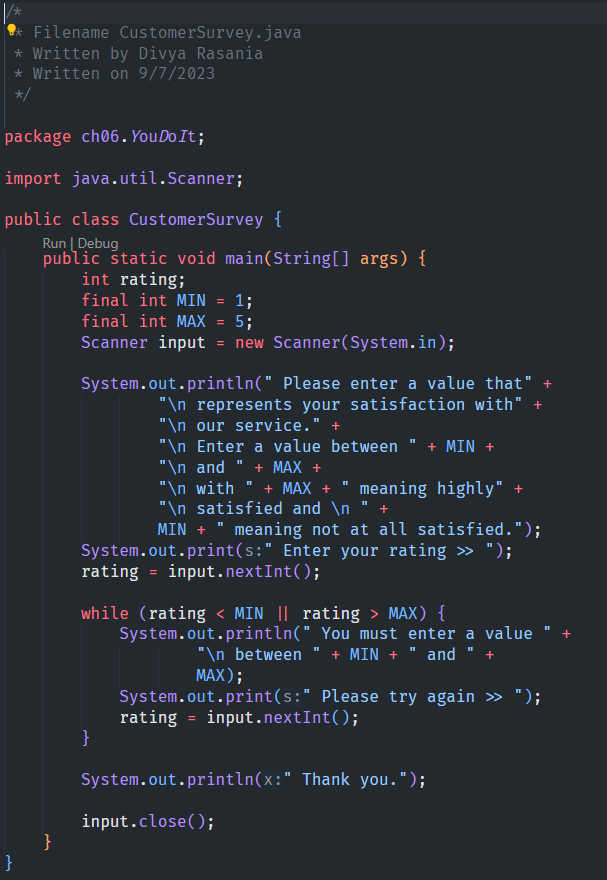 /*
* Filename CustomerSurvey.java
* Written by Divya Rasania
* Written on 9/7/2023
*/
package ch06.YouDoIt;
import java.util.Scanner;
public class CustomerSurvey {
Run | Debug
public static void main(String[] args) {
int rating;
final int MIN = 1;
final int MAX = 5;
Scanner input = new Scanner(System.in);
System.out.println(" Please enter a value that" +
"\n represents your satisfaction with" +
"\n our service." +
"\n Enter a value between " + MIN +
"\n and " + MAX +
"\n with " + MAX + " meaning highly" +
"\n satisfied and \n " +
MIN + " meaning not at all satisfied.");
System.out.print(s:" Enter your rating >> ");
rating = input.nextInt();
while (rating < MIN || rating > MAX) {
System.out.println(" You must enter a value " +
"\n between " + MIN + " and " +
MAX);
System.out.print(s:" Please try again >> ");
rating = input.nextInt();
}
System.out.println(x:" Thank you.");
input.close();
}
}